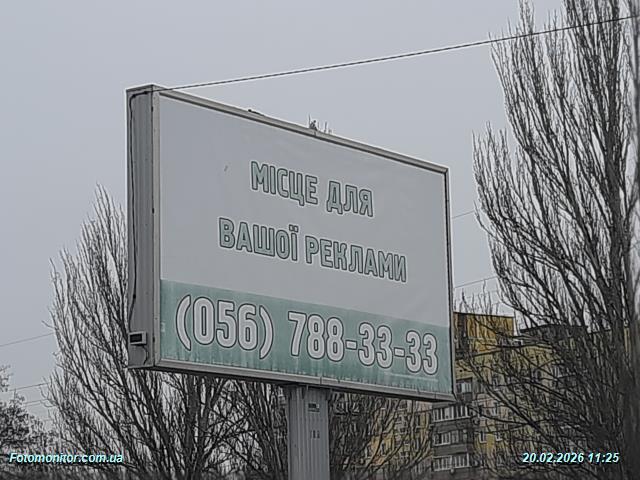 МІСЦЕ ДЛЯ
ВАШОЇ РЕКЛАМИ
(056) 788-33-33
Fotomonitor.com.ua
20.02.2026 11:25